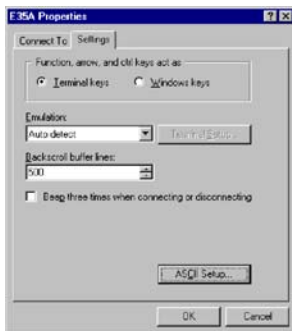 E35A Properties
Connect To Settings
Function, arrow, and ctrl keys act as
Terminal keys Windows keys
Emulation:
Auto detect Terminal Setup...
Backscroll buffer lines:
500
Beep three times when connecting or disconnecting
ASCII Setup...
OK Cancel